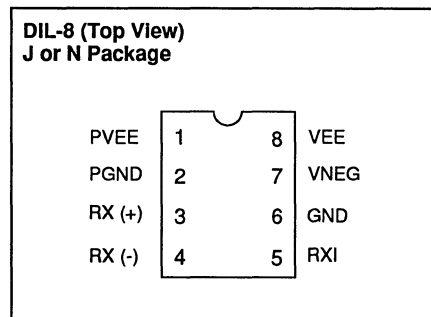 DIL-8 (Top View)
J or N Package
PVEE 1 8 VEE
PGND 2 7 VNEG
RX (+) 3 6 GND
RX (-) 4 5 RXI